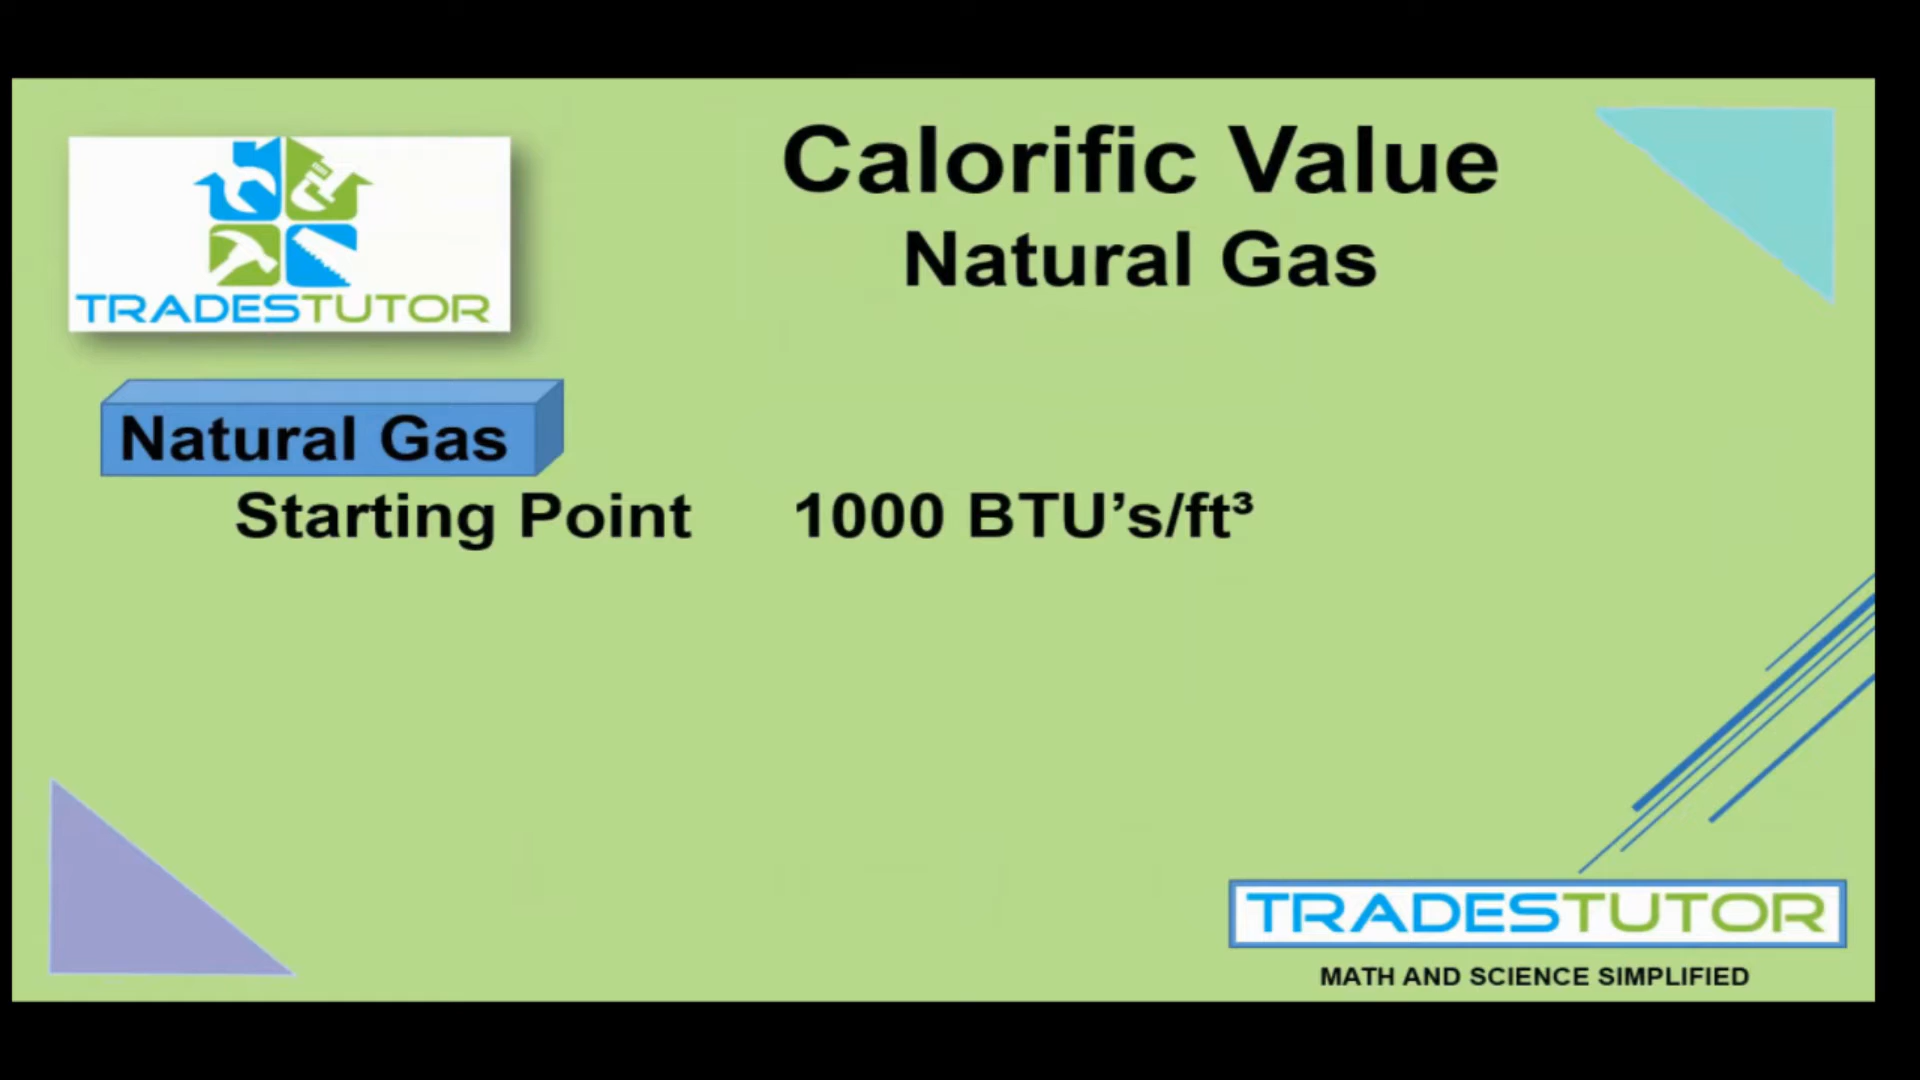 Calorific Value
Natural Gas
TRADESTUTOR
Natural Gas
Starting Point 1000 BTU’s/ft³
TRADESTUTOR
MATH AND SCIENCE SIMPLIFIED